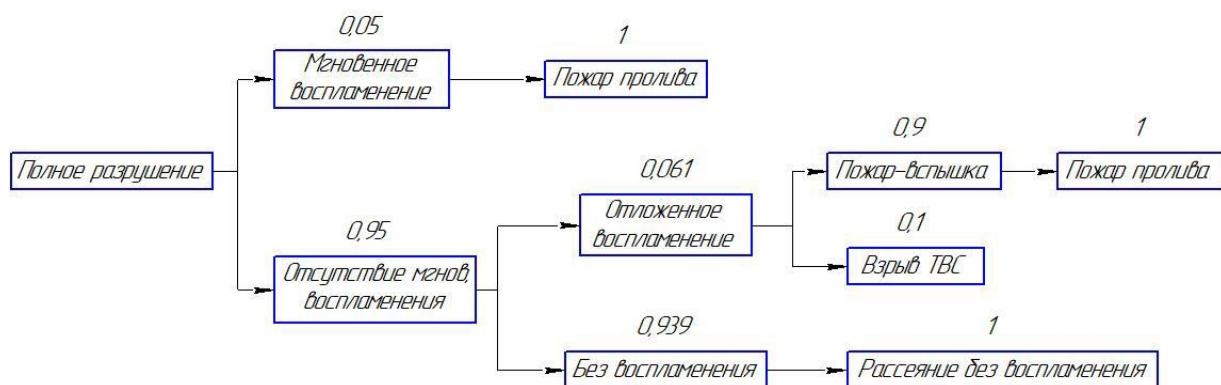 0,05
Мгновенное
воспламенение
1
Пожар пролива
Полное разрушение
0,95
Отсутствие мгнов,
воспламенения
0,061
Отложенное
воспламенение
0,9
Пожар-вспышка
1
Пожар пролива
0,1
Взрыв ТВС
0,939
Без воспламенения
1
Рассеяние без воспламенения